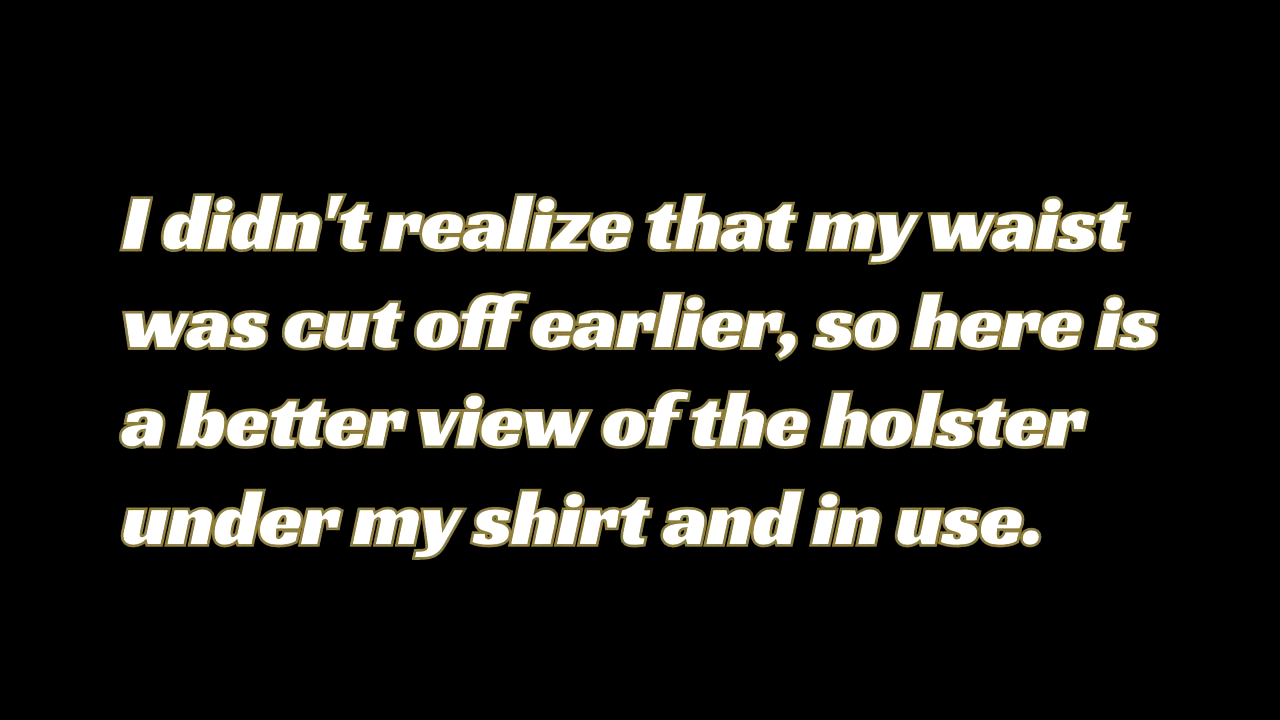 I didn't realize that my waist
was cut off earlier, so here is
a better view of the holster
under my shirt and in use.